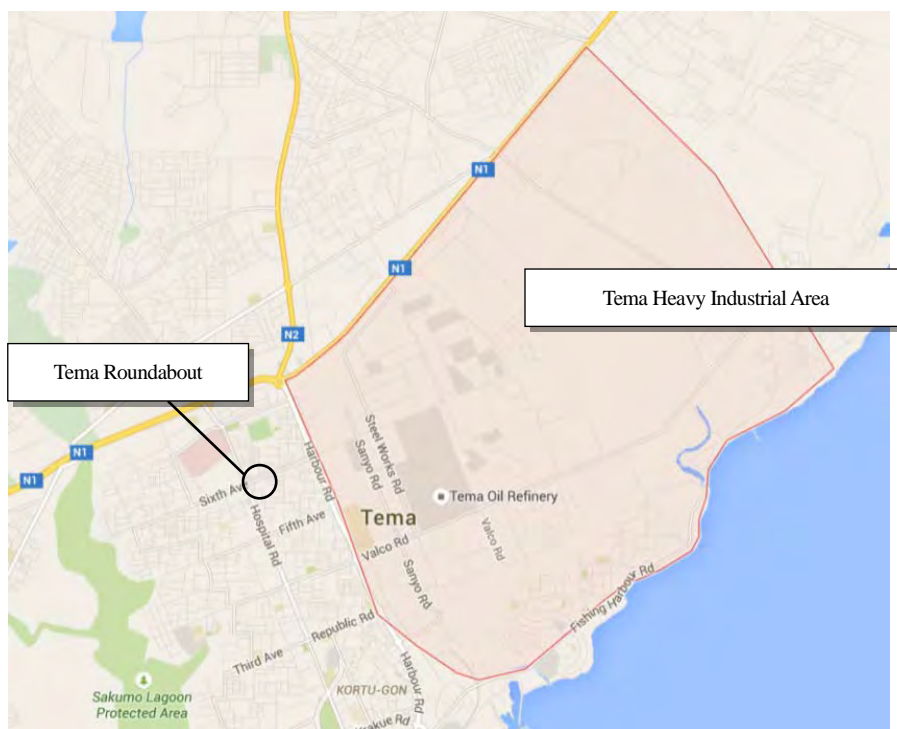 N1
Tema Heavy Industrial Area
N1
N2
Tema Roundabout
N1
N1
Harbour Rd
Steel Works Rd
Sanyo Rd
Sixth Ave
Hospital Rd
Fifth Ave
Tema Oil Refinery
Tema
Valco Rd
Valco Rd
Sanyo Rd
Fishing Harbour Rd
Republic Rd
Third Ave
Harbour Rd
KORTU-GON
Sakumo Lagoon
Protected Area
Krakue Rd